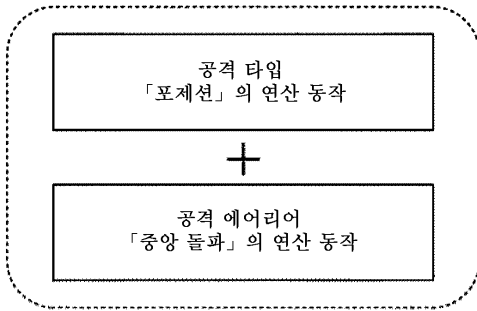 공격 타입
「포제션」의 연산 동작
+
공격 에어리어
「중앙 돌파」의 연산 동작